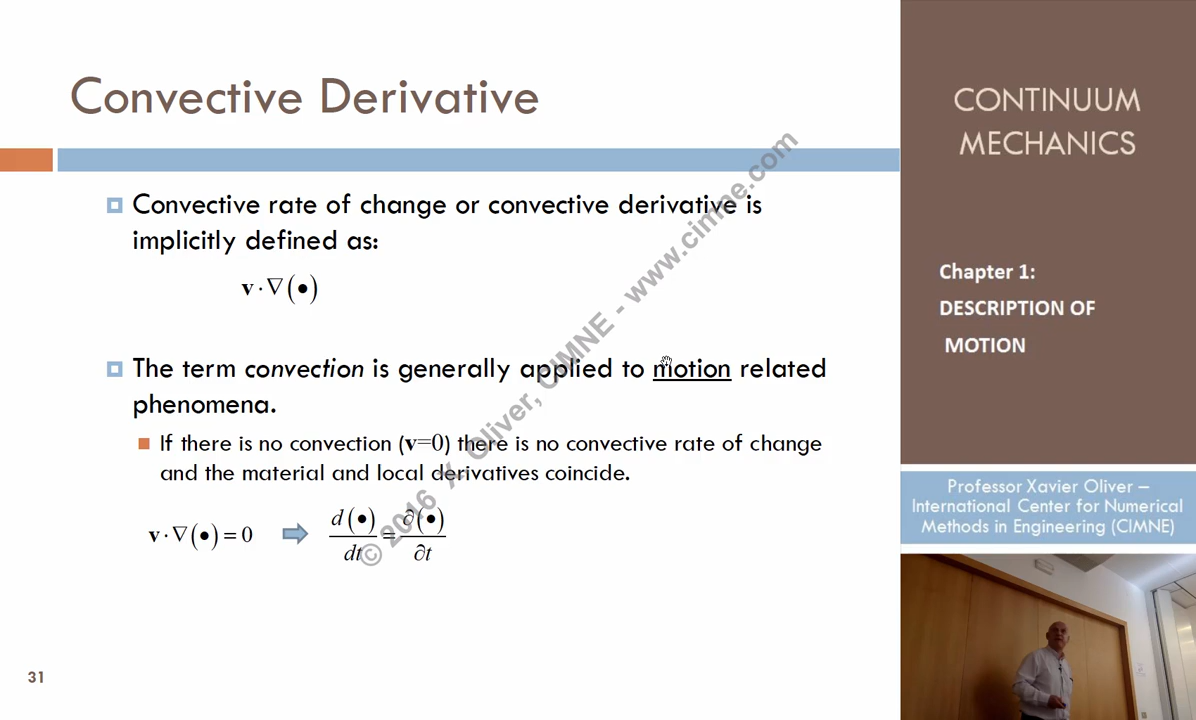 Convective Derivative
Convective rate of change or convective derivative is
implicitly defined as:
v · ∇(•)
The term convection is generally applied to motion related
phenomena.
If there is no convection (v=0) there is no convective rate of change
and the material and local derivatives coincide.
v · ∇(•) = 0 ⇒ d(•)/dt = ∂(•)/∂t
31
© 2016 X. Oliver, CIMNE - www.cimne.com
CONTINUUM
MECHANICS
Chapter 1:
DESCRIPTION OF
MOTION
Professor Xavier Oliver –
International Center for Numerical
Methods in Engineering (CIMNE)